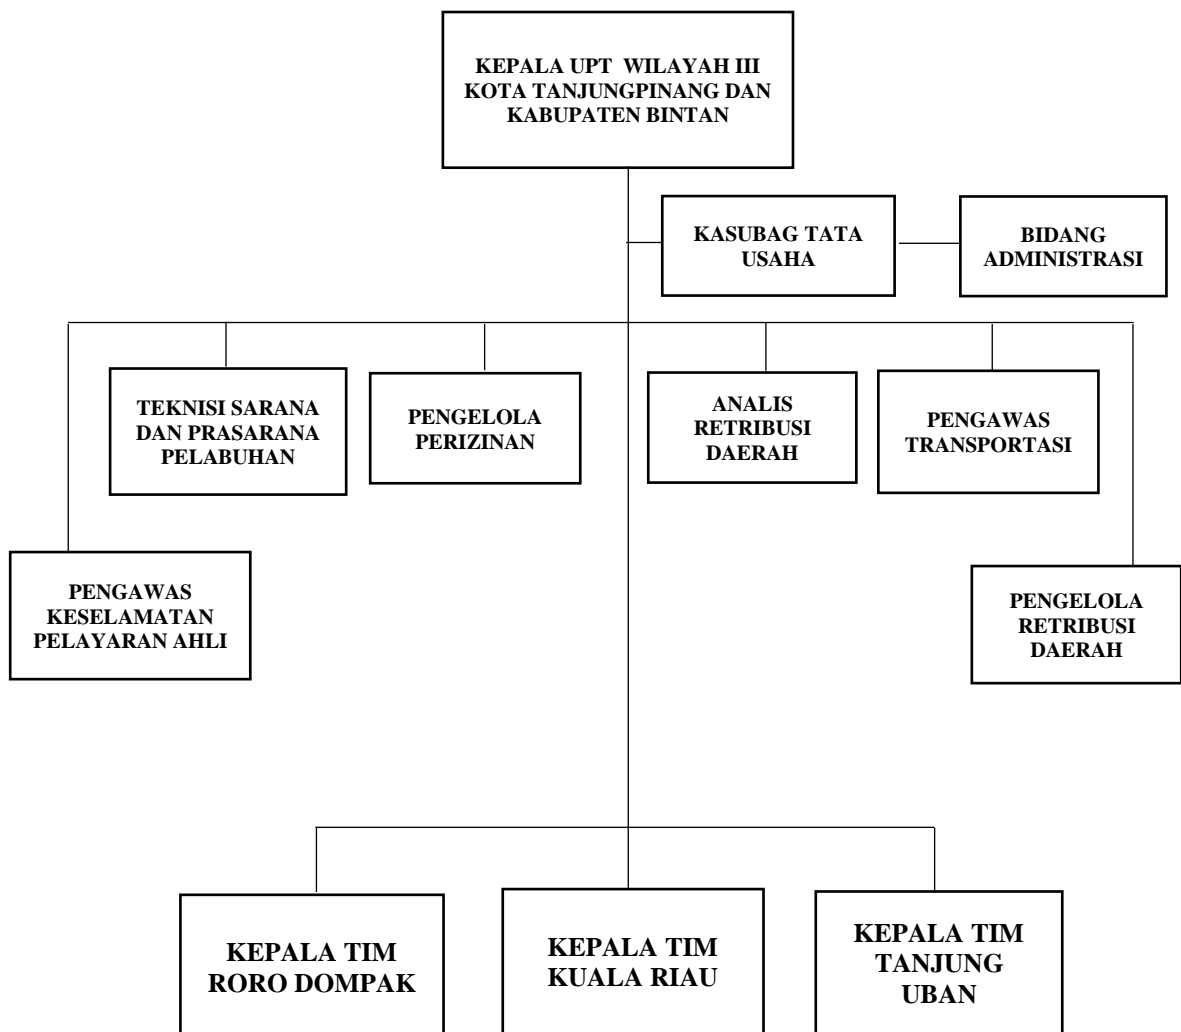 KEPALA UPT WILAYAH III
KOTA TANJUNGPINANG DAN
KABUPATEN BINTAN
KASUBAG TATA
USAHA
BIDANG
ADMINISTRASI
TEKNISI SARANA
DAN PRASARANA
PELABUHAN
PENGELOLA
PERIZINAN
ANALIS
RETRIBUSI
DAERAH
PENGAWAS
TRANSPORTASI
PENGAWAS
KESELAMATAN
PELAYARAN AHLI
PENGELOLA
RETRIBUSI
DAERAH
KEPALA TIM
RORO DOMPAK
KEPALA TIM
KUALA RIAU
KEPALA TIM
TANJUNG
UBAN